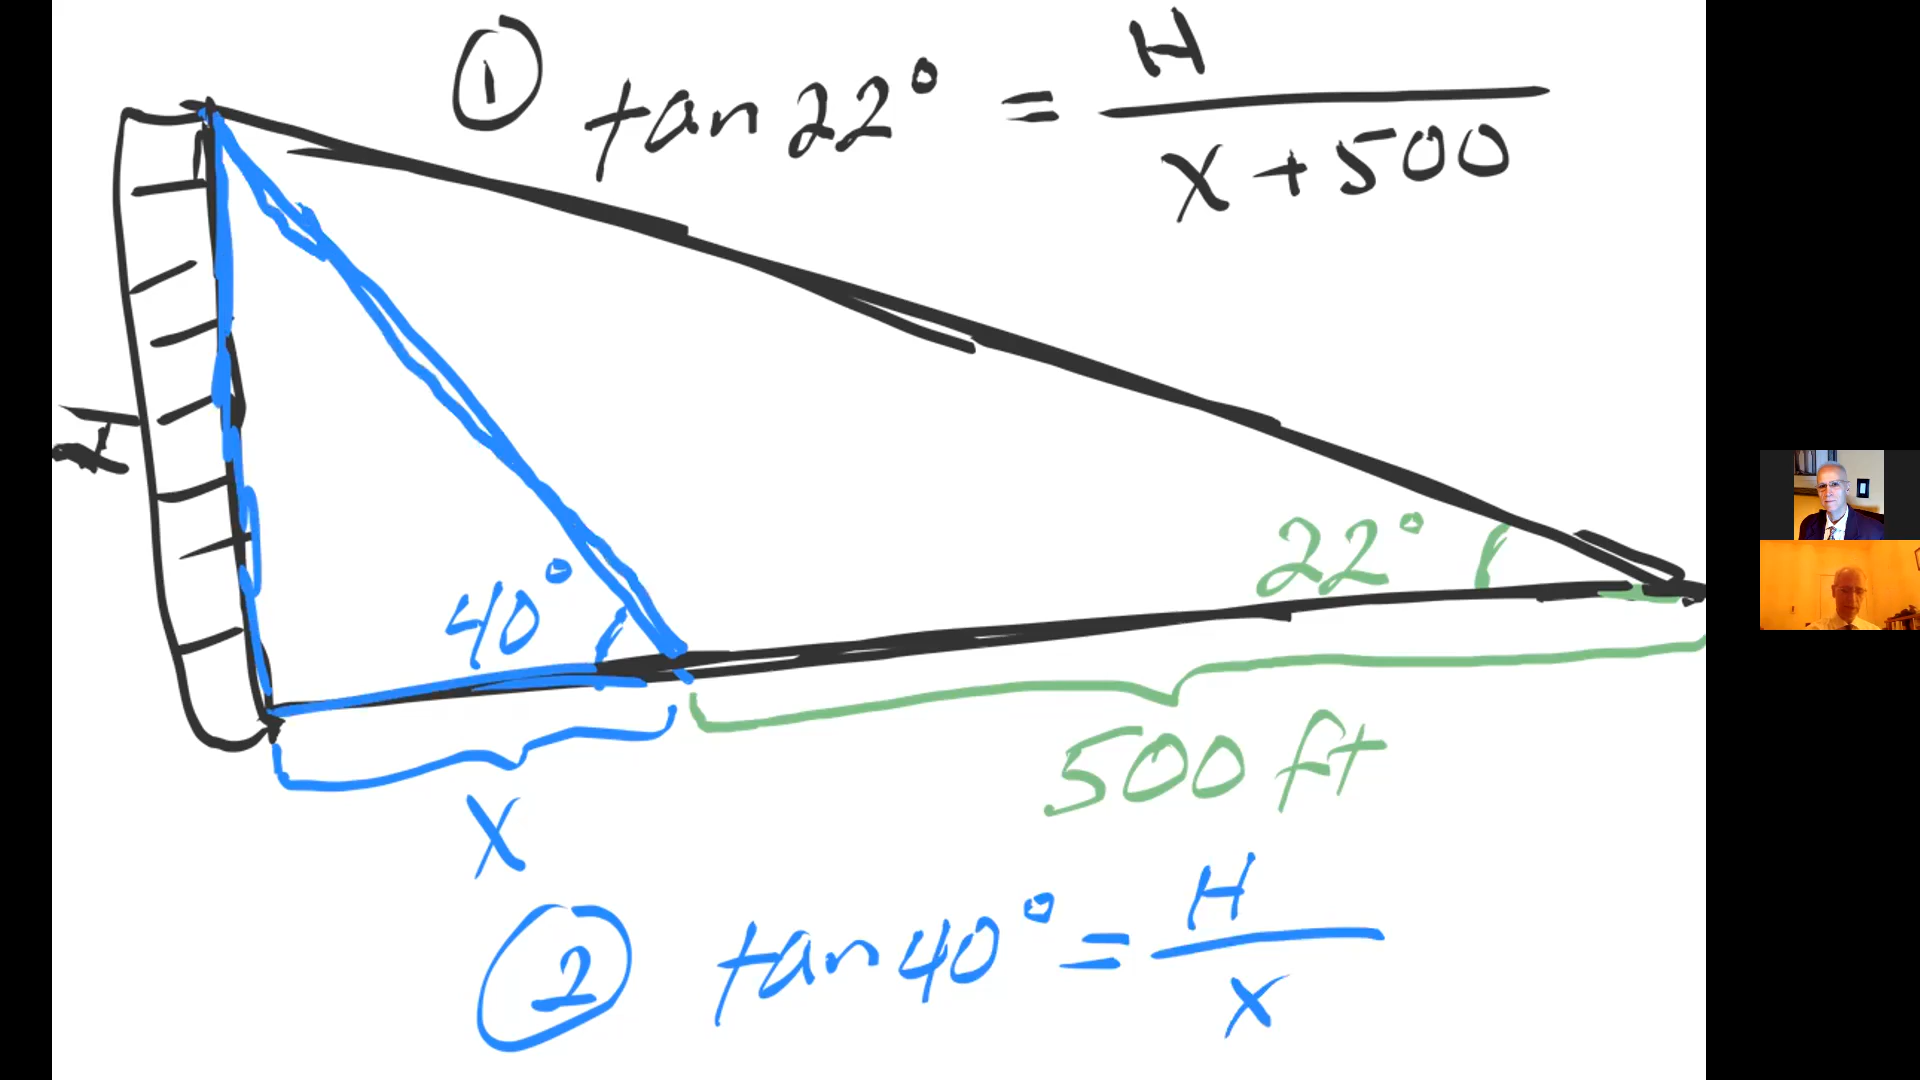 ① tan 22° = H / x + 500
H
40°
22°
x
500 ft
② tan 40° = H / x